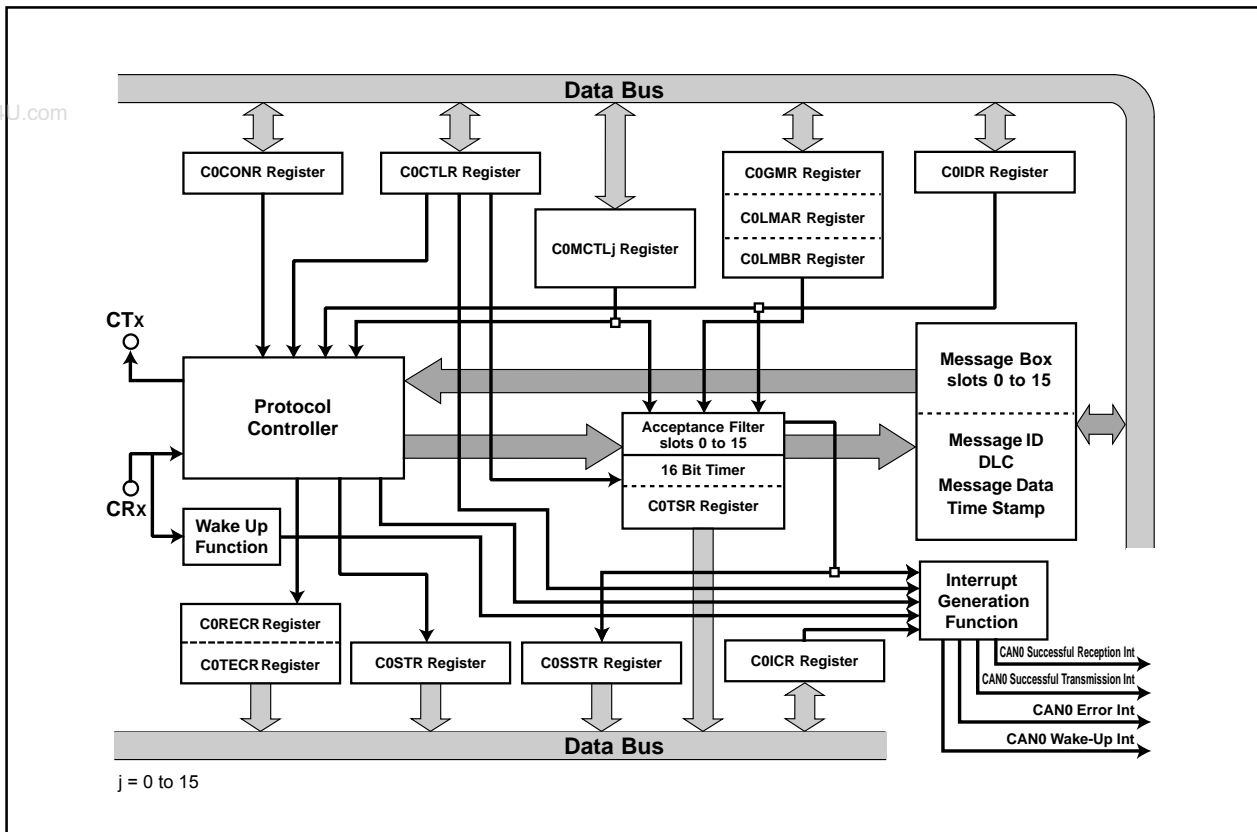 Data Bus
4U.com
C0CONR Register
C0CTLR Register
C0GMR Register
C0LMAR Register
C0LMBR Register
C0IDR Register
C0MCTLj Register
CTx
CRx
Protocol
Controller
Message Box
slots 0 to 15
Message ID
DLC
Message Data
Time Stamp
Acceptance Filter
slots 0 to 15
16 Bit Timer
C0TSR Register
Wake Up
Function
Interrupt
Generation
Function
C0RECR Register
C0TECR Register
C0STR Register
C0SSTR Register
C0ICR Register
CAN0 Successful Reception Int
CAN0 Successful Transmission Int
CAN0 Error Int
CAN0 Wake-Up Int
Data Bus
j = 0 to 15